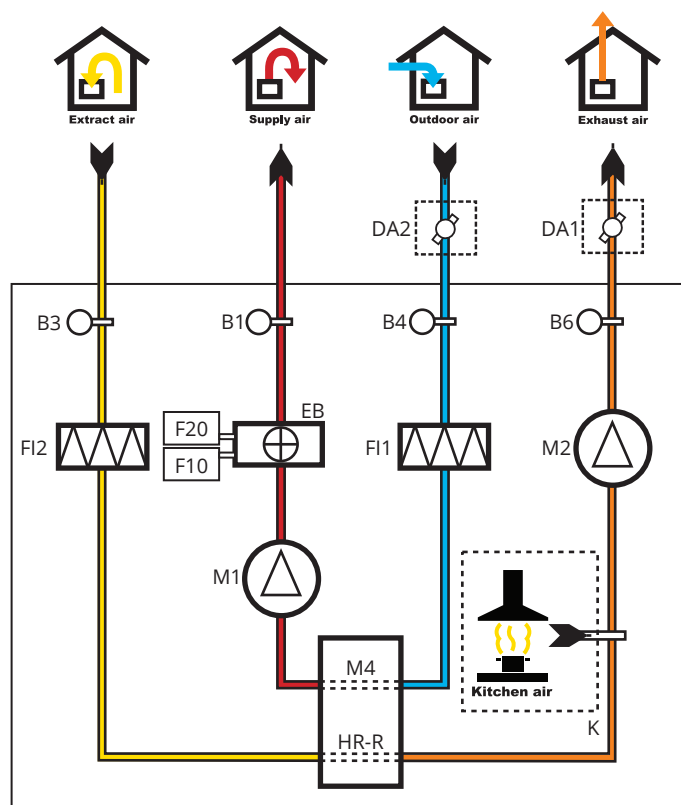 Extract air
Supply air
Outdoor air
Exhaust air
DA2
DA1
B3
B1
B4
B6
EB
F20
F10
FI2
FI1
M2
M1
M4
HR-R
Kitchen air
K